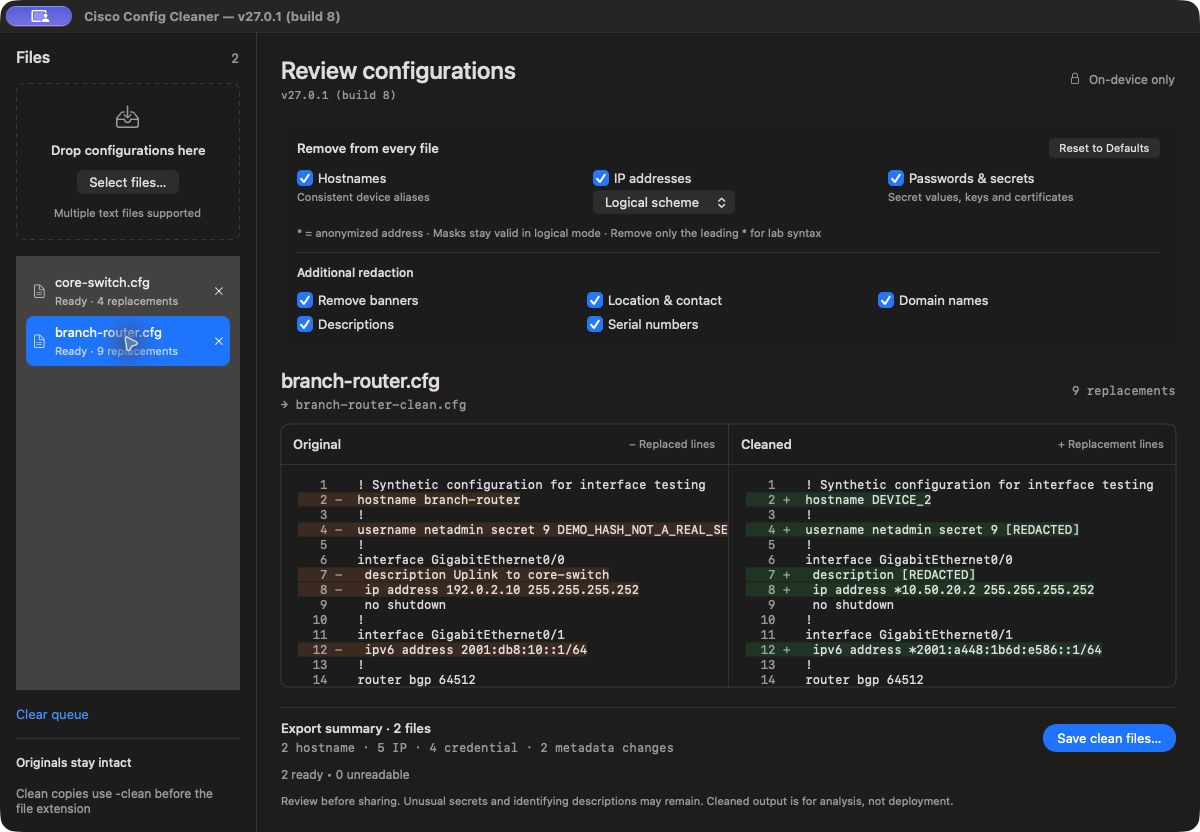 Cisco Config Cleaner — v27.0.1 (build 8)
Files
2
Drop configurations here
Select files...
Multiple text files supported
core-switch.cfg
Ready · 4 replacements
branch-router.cfg
Ready · 9 replacements
Clear queue
Originals stay intact
Clean copies use -clean before the
file extension
Review configurations
v27.0.1 (build 8)
On-device only
Remove from every file
Reset to Defaults
Hostnames
Consistent device aliases
IP addresses
Logical scheme
Passwords & secrets
Secret values, keys and certificates
* = anonymized address · Masks stay valid in logical mode · Remove only the leading * for lab syntax
Additional redaction
Remove banners
Location & contact
Domain names
Descriptions
Serial numbers
branch-router.cfg
→ branch-router-clean.cfg
9 replacements
Original
− Replaced lines
1 ! Synthetic configuration for interface testing
2 − hostname branch-router
3 !
4 − username netadmin secret 9 DEMO_HASH_NOT_A_REAL_SE
5 !
6 interface GigabitEthernet0/0
7 − description Uplink to core-switch
8 − ip address 192.0.2.10 255.255.255.252
9 no shutdown
10 !
11 interface GigabitEthernet0/1
12 − ipv6 address 2001:db8:10::1/64
13 !
14 router bgp 64512
Cleaned
+ Replacement lines
1 ! Synthetic configuration for interface testing
2 + hostname DEVICE_2
3 !
4 + username netadmin secret 9 [REDACTED]
5 !
6 interface GigabitEthernet0/0
7 + description [REDACTED]
8 + ip address *10.50.20.2 255.255.255.252
9 no shutdown
10 !
11 interface GigabitEthernet0/1
12 + ipv6 address *2001:a448:1b6d:e586::1/64
13 !
14 router bgp 64512
Export summary · 2 files
2 hostname · 5 IP · 4 credential · 2 metadata changes
2 ready • 0 unreadable
Save clean files...
Review before sharing. Unusual secrets and identifying descriptions may remain. Cleaned output is for analysis, not deployment.